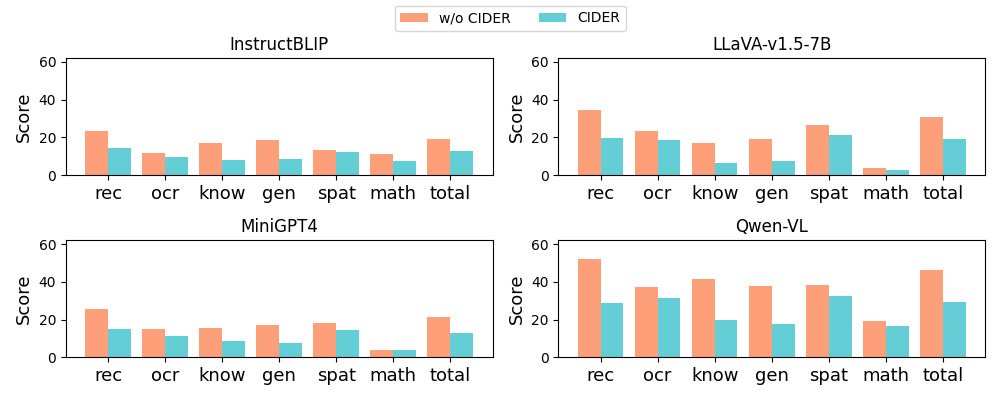 w/o CIDER CIDER
InstructBLIP
60
40
20
0
Score
rec ocr know gen spat math total
LLaVA-v1.5-7B
60
40
20
0
Score
rec ocr know gen spat math total
MiniGPT4
60
40
20
0
Score
rec ocr know gen spat math total
Qwen-VL
60
40
20
0
Score
rec ocr know gen spat math total